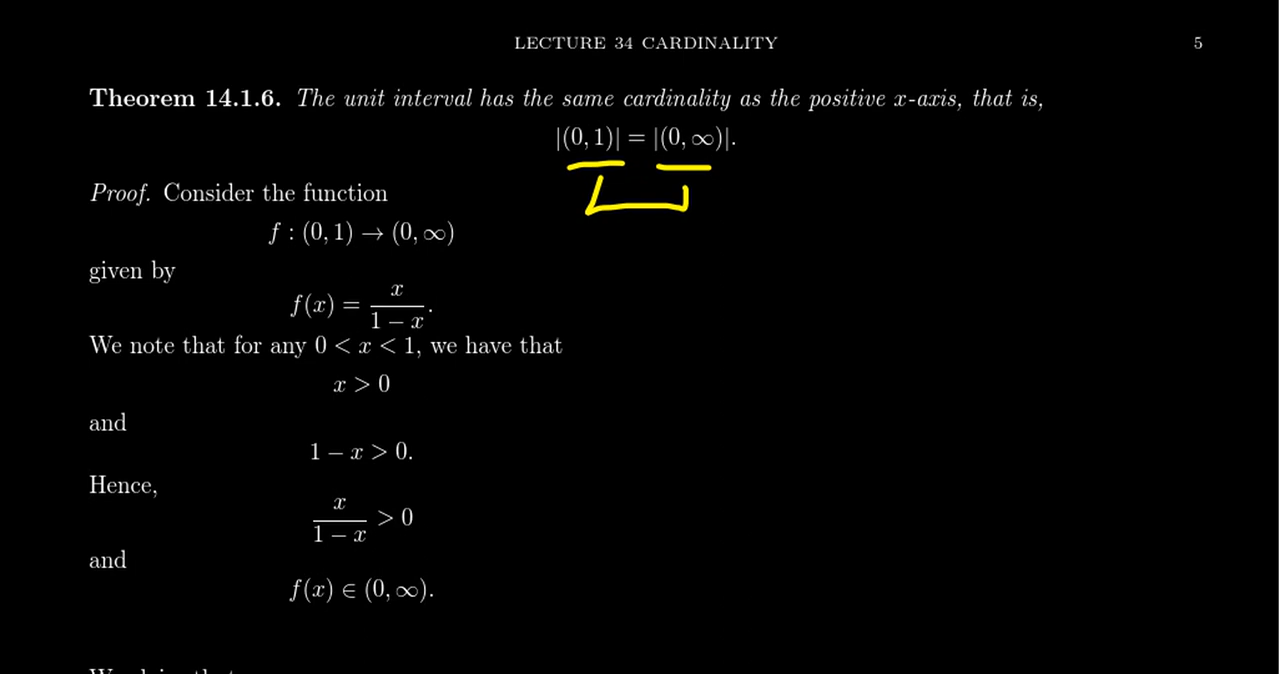 LECTURE 34 CARDINALITY 5
Theorem 14.1.6. The unit interval has the same cardinality as the positive x-axis, that is,
|(0, 1)| = |(0, ∞)|.
Proof. Consider the function
f : (0, 1) → (0, ∞)
given by
f(x) = x / (1 − x).
We note that for any 0 < x < 1, we have that
x > 0
and
1 − x > 0.
Hence,
x / (1 − x) > 0
and
f(x) ∈ (0, ∞).